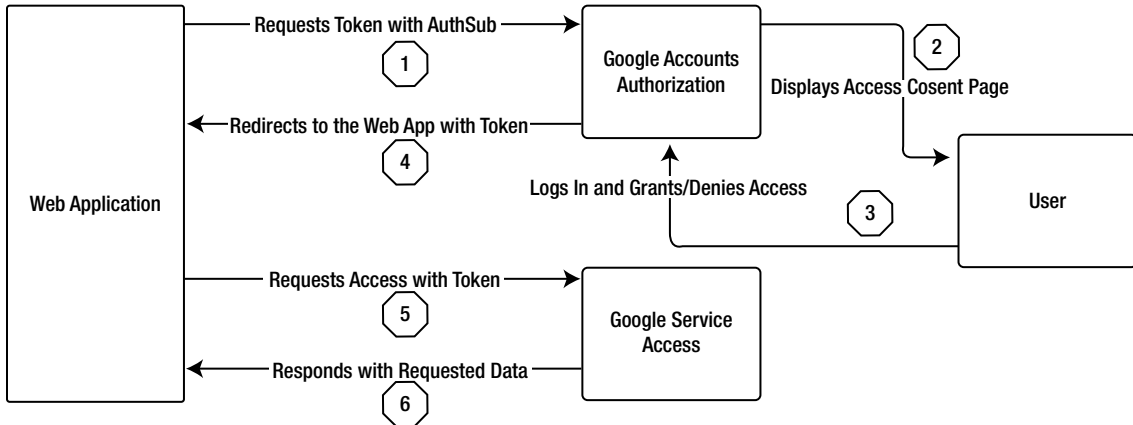 Requests Token with AuthSub
1
Google Accounts
Authorization
2
Displays Access Cosent Page
Redirects to the Web App with Token
4
Logs In and Grants/Denies Access
3
Web Application
User
Requests Access with Token
5
Google Service
Access
Responds with Requested Data
6